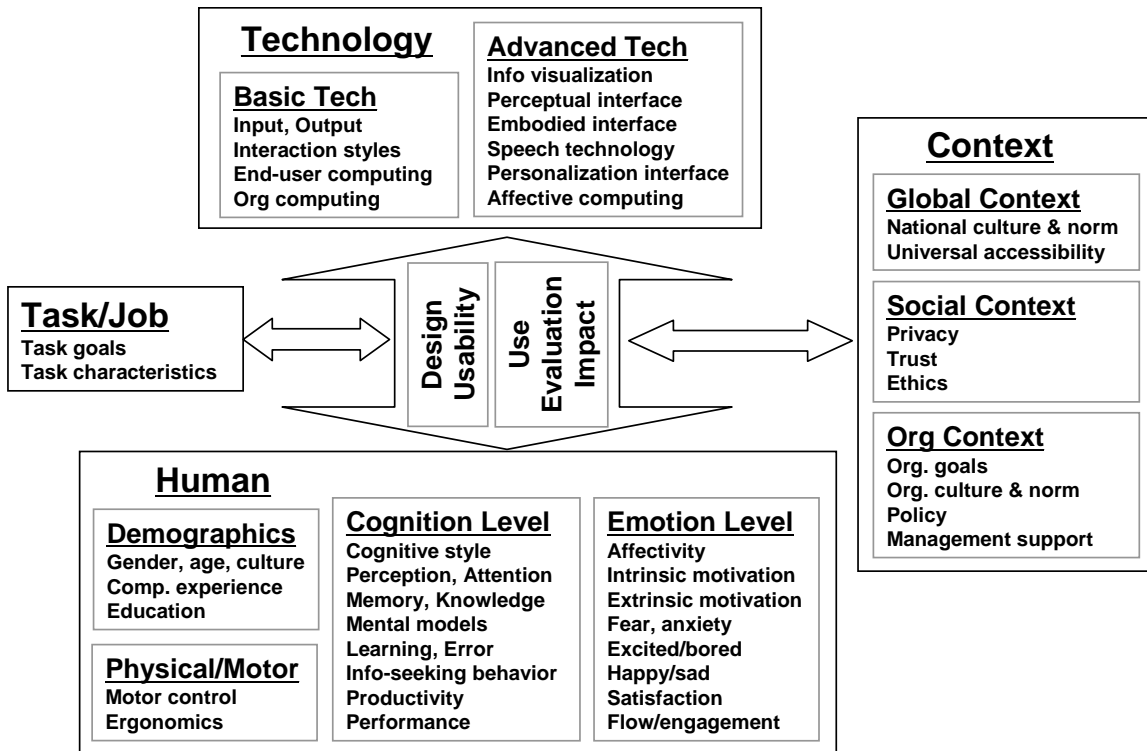 Technology
Basic Tech
Input, Output
Interaction styles
End-user computing
Org computing
Advanced Tech
Info visualization
Perceptual interface
Embodied interface
Speech technology
Personalization interface
Affective computing
Task/Job
Task goals
Task characteristics
Design
Usability
Use
Evaluation
Impact
Context
Global Context
National culture & norm
Universal accessibility
Social Context
Privacy
Trust
Ethics
Org Context
Org. goals
Org. culture & norm
Policy
Management support
Human
Demographics
Gender, age, culture
Comp. experience
Education
Physical/Motor
Motor control
Ergonomics
Cognition Level
Cognitive style
Perception, Attention
Memory, Knowledge
Mental models
Learning, Error
Info-seeking behavior
Productivity
Performance
Emotion Level
Affectivity
Intrinsic motivation
Extrinsic motivation
Fear, anxiety
Excited/bored
Happy/sad
Satisfaction
Flow/engagement